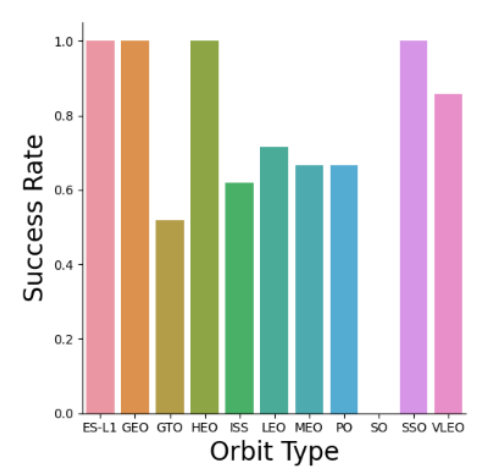 1.0
0.8
0.6
0.4
0.2
0.0
Success Rate
ES-L1 GEO GTO HEO ISS LEO MEO PO SO SSO VLEO
Orbit Type